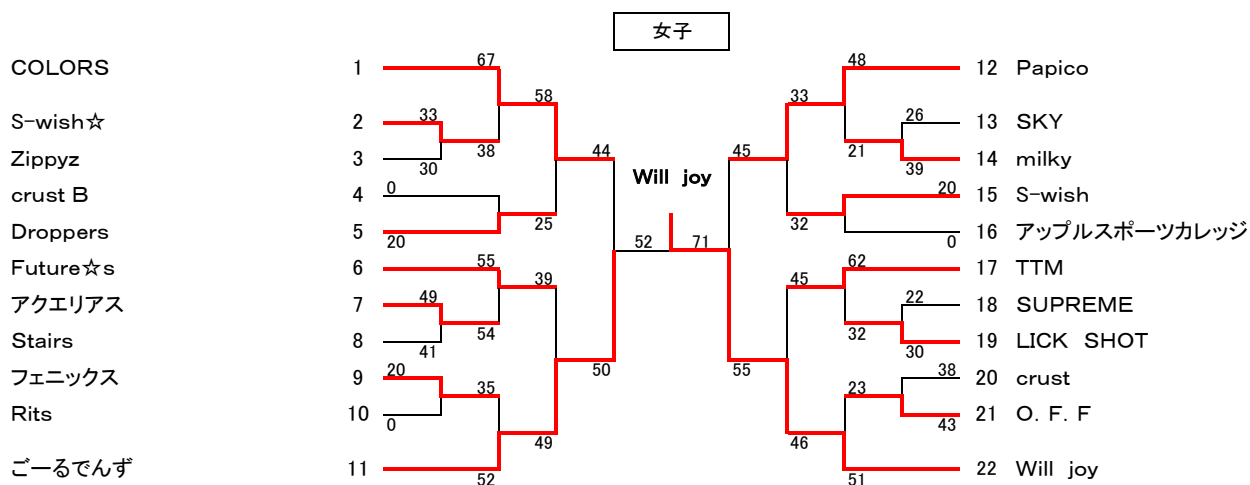 女子
67 48
COLORS 1 12 Papico
58 33
33 26
S-wish☆ 2 13 SKY
44 45
38 21
Zippyz 3 14 milky
30 39
Will joy
0 20
crust B 4 15 S-wish
25 32
Droppers 5 16 アップルスポーツカレッジ
20 0
52 71
55 62
Future☆s 6 17 TTM
39 45
49 22
アクエリアス 7 18 SUPREME
54 32
Stairs 8 19 LICK SHOT
41 30
50 55
20 38
フェニックス 9 20 crust
35 23
Rits 10 21 O.F.F
0 43
49 46
ごーるでんず 11 22 Will joy
52 51